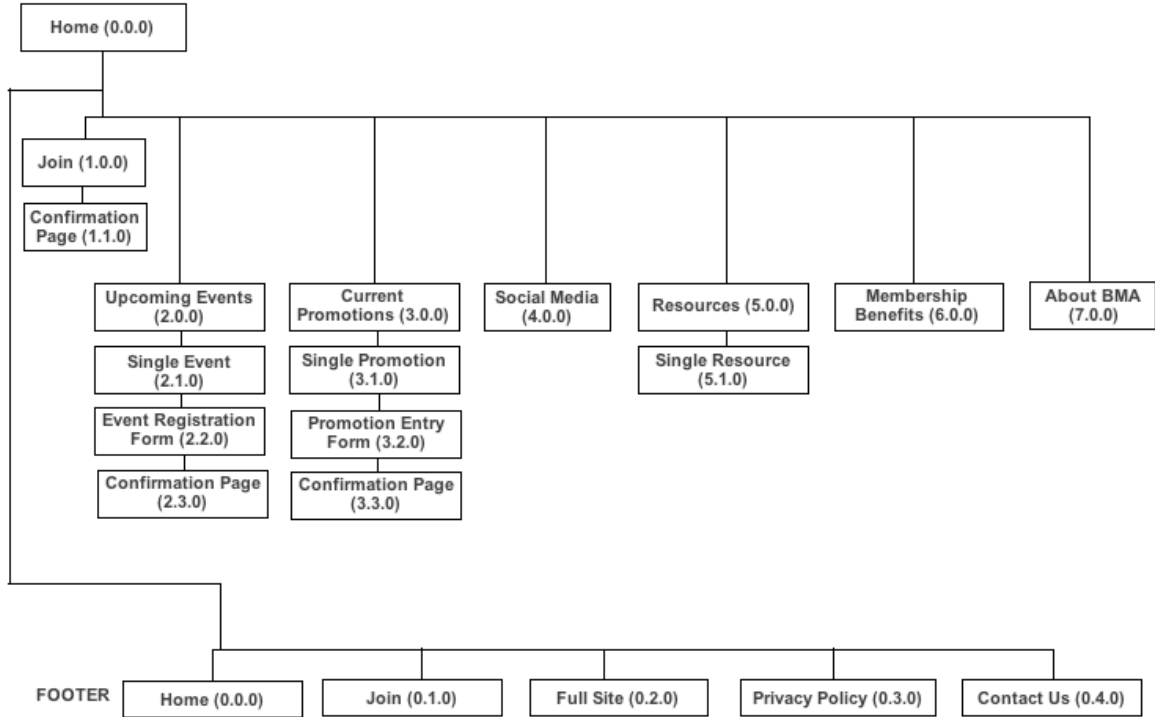 Home (0.0.0)
Join (1.0.0)
Confirmation
Page (1.1.0)
Upcoming Events
(2.0.0)
Current
Promotions (3.0.0)
Social Media
(4.0.0)
Resources (5.0.0)
Membership
Benefits (6.0.0)
About BMA
(7.0.0)
Single Event
(2.1.0)
Single Promotion
(3.1.0)
Single Resource
(5.1.0)
Event Registration
Form (2.2.0)
Promotion Entry
Form (3.2.0)
Confirmation Page
(2.3.0)
Confirmation Page
(3.3.0)
FOOTER
Home (0.0.0)
Join (0.1.0)
Full Site (0.2.0)
Privacy Policy (0.3.0)
Contact Us (0.4.0)